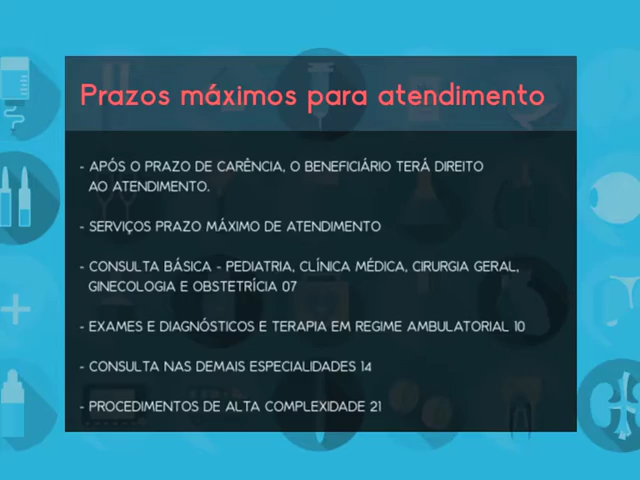 Prazos máximos para atendimento
- APÓS O PRAZO DE CARÊNCIA, O BENEFICIÁRIO TERÁ DIREITO
AO ATENDIMENTO.
- SERVIÇOS PRAZO MÁXIMO DE ATENDIMENTO
- CONSULTA BÁSICA - PEDIATRIA, CLÍNICA MÉDICA, CIRURGIA GERAL,
GINECOLOGIA E OBSTETRÍCIA 07
- EXAMES E DIAGNÓSTICOS E TERAPIA EM REGIME AMBULATORIAL 10
- CONSULTA NAS DEMAIS ESPECIALIDADES 14
- PROCEDIMENTOS DE ALTA COMPLEXIDADE 21